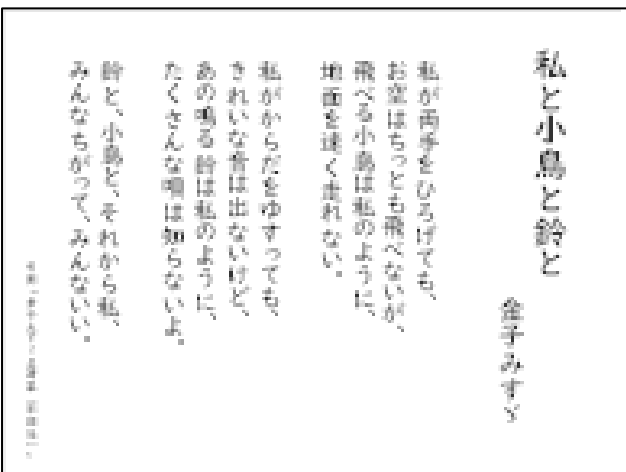 私と小鳥と鈴と
金子みすゞ
私が両手をひろげても、
お空はちっとも飛べないが、
飛べる小鳥は私のように、
地面を速く走れない。
私がからだをゆすっても、
きれいな音は出ないけど、
あの鳴る鈴は私のように、
たくさんな唄は知らないよ。
鈴と、小鳥と、それから私、
みんなちがって、みんないい。